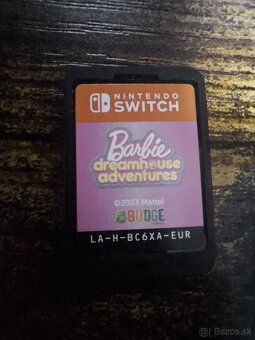 NINTENDO
SWITCH
Barbie
dreamhouse
adventures
©2023 Mattel
BUDGE
LA-H-BC6XA-EUR
Bazos.sk